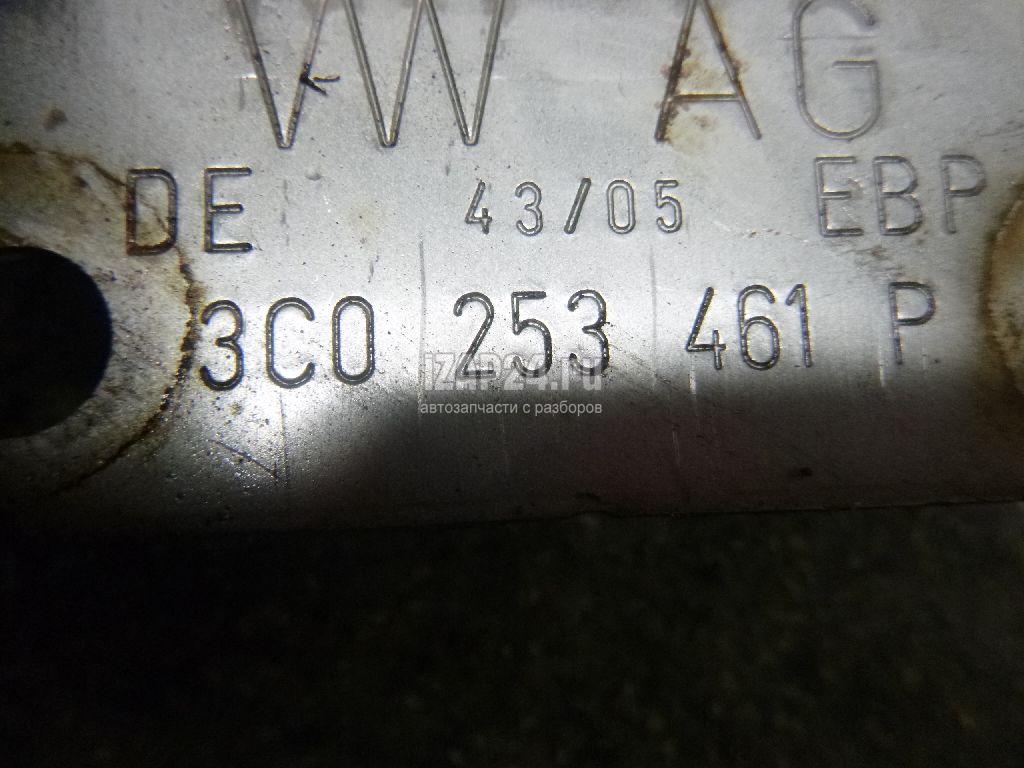 VW AG
DE 43/05 EBP
3C0 253 461 P
IZAP24.ru
автозапчасти с разборов